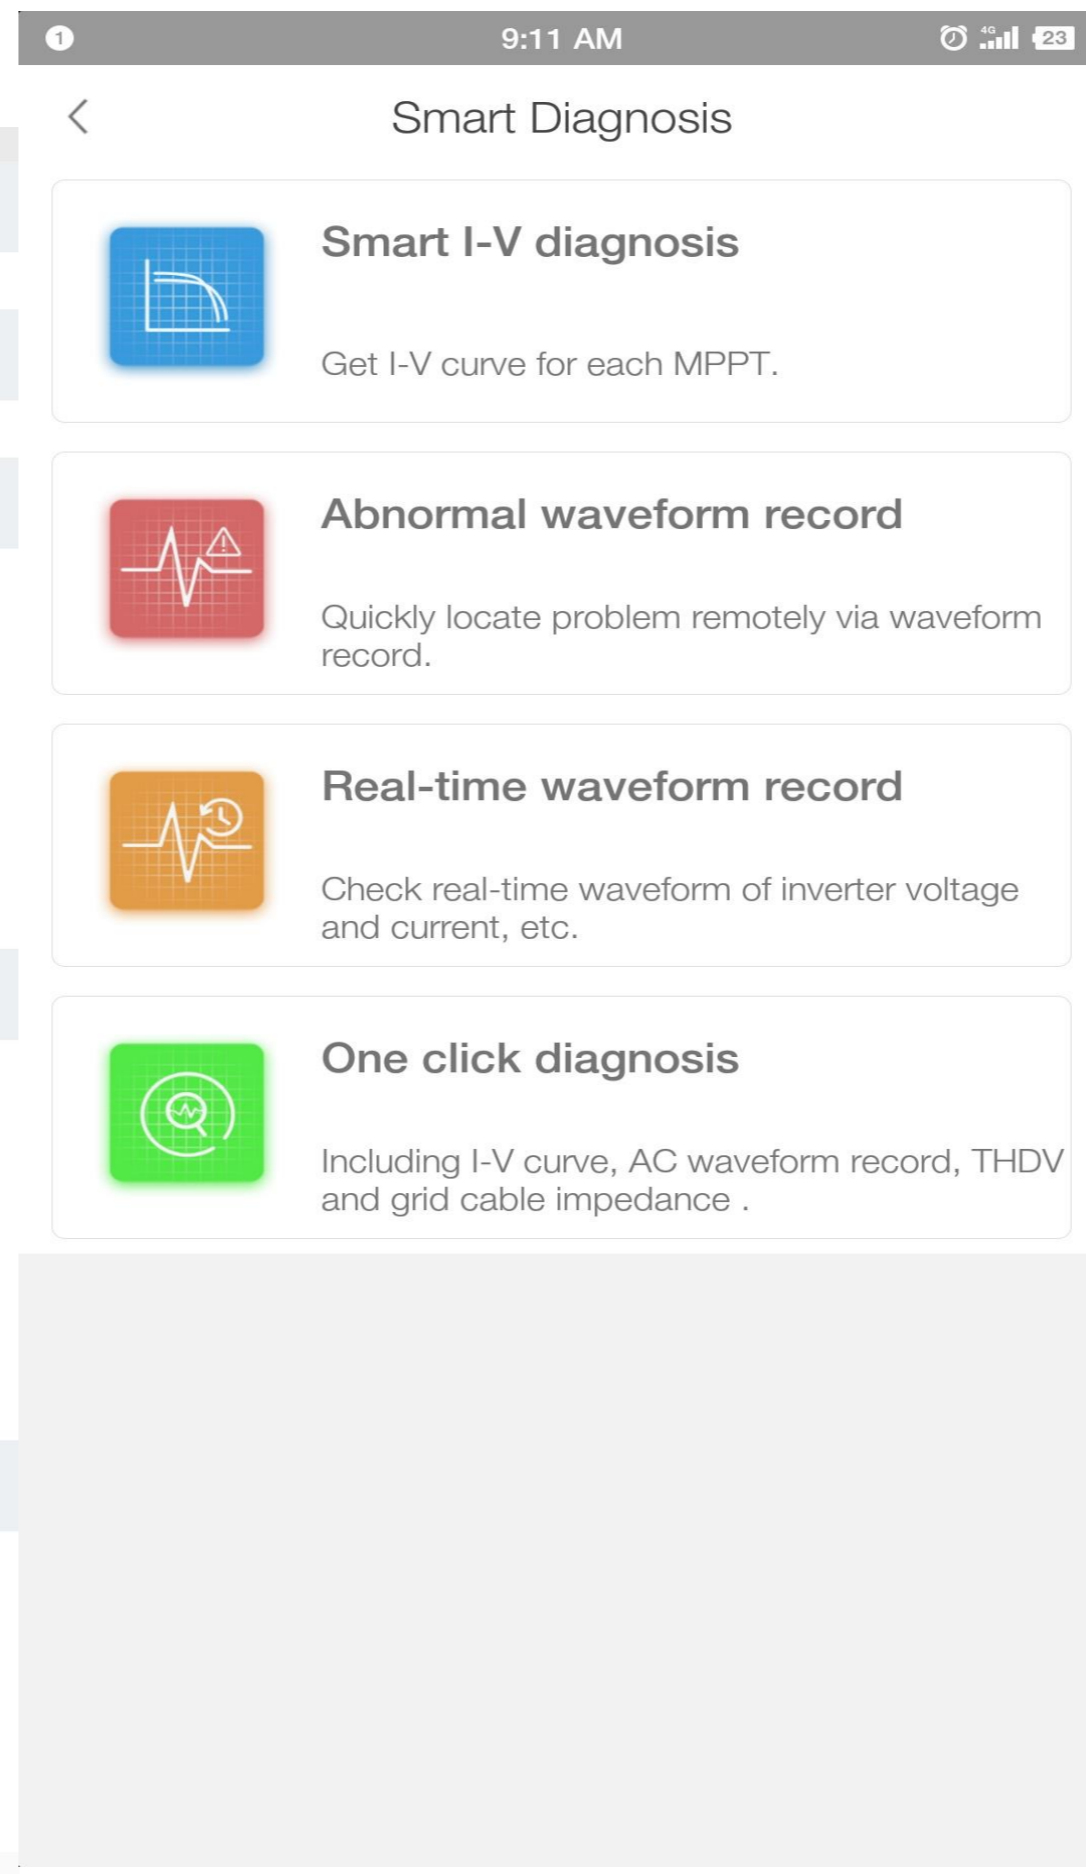 1
9:11 AM
4G
23
Smart Diagnosis
Smart I-V diagnosis
Get I-V curve for each MPPT.
Abnormal waveform record
Quickly locate problem remotely via waveform
record.
Real-time waveform record
Check real-time waveform of inverter voltage
and current, etc.
One click diagnosis
Including I-V curve, AC waveform record, THDV
and grid cable impedance .